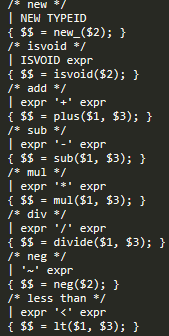 /* new */
| NEW TYPEID
{ $$ = new_($2); }
/* isvoid */
| ISVOID expr
{ $$ = isvoid($2); }
/* add */
| expr '+' expr
{ $$ = plus($1, $3); }
/* sub */
| expr '-' expr
{ $$ = sub($1, $3); }
/* mul */
| expr '*' expr
{ $$ = mul($1, $3); }
/* div */
| expr '/' expr
{ $$ = divide($1, $3); }
/* neg */
| '~' expr
{ $$ = neg($2); }
/* less than */
| expr '<' expr
{ $$ = lt($1, $3); }